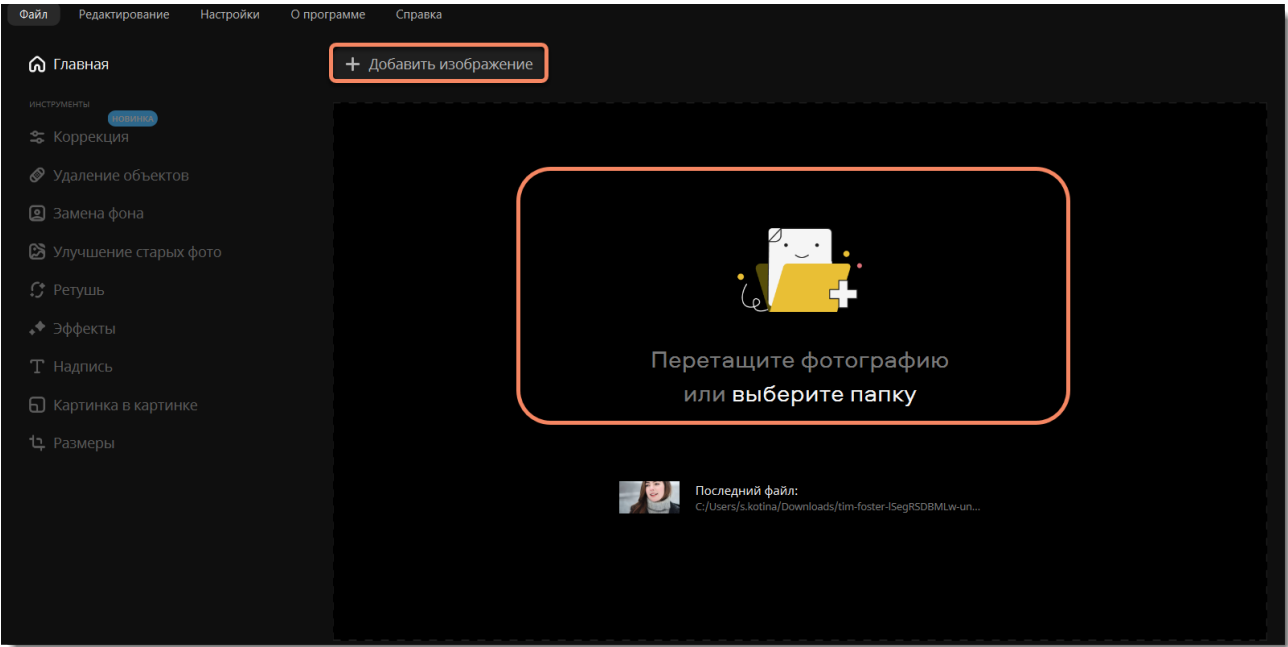 Файл Редактирование Настройки О программе Справка
Главная
+ Добавить изображение
ИНСТРУМЕНТЫ
НОВИНКА
Коррекция
Удаление объектов
Замена фона
Улучшение старых фото
Ретушь
Эффекты
Надпись
Картинка в картинке
Размеры
Перетащите фотографию
или выберите папку
Последний файл:
C:/Users/s.kotina/Downloads/tim-foster-ISegRSDBMLw-un...